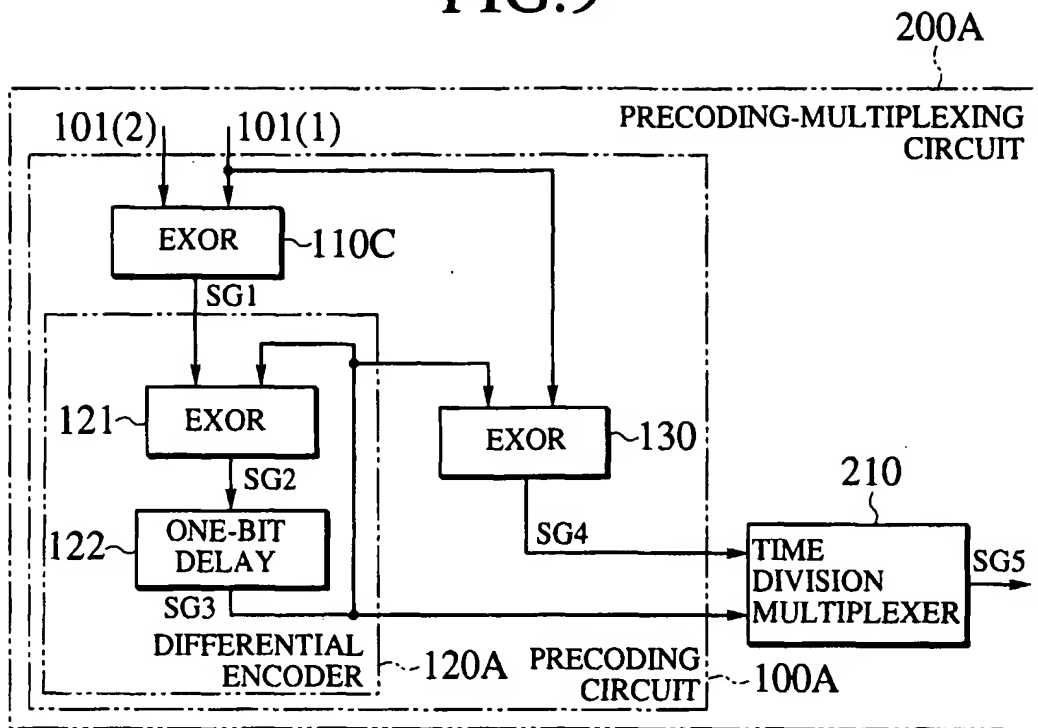 FIG.9
200A
PRECODING-MULTIPLEXING
CIRCUIT
101(2)
101(1)
EXOR
110C
SG1
121
EXOR
EXOR
130
SG2
210
122
ONE-BIT
DELAY
SG4
TIME
DIVISION
MULTIPLEXER
SG5
SG3
DIFFERENTIAL
ENCODER
120A
PRECODING
CIRCUIT
100A